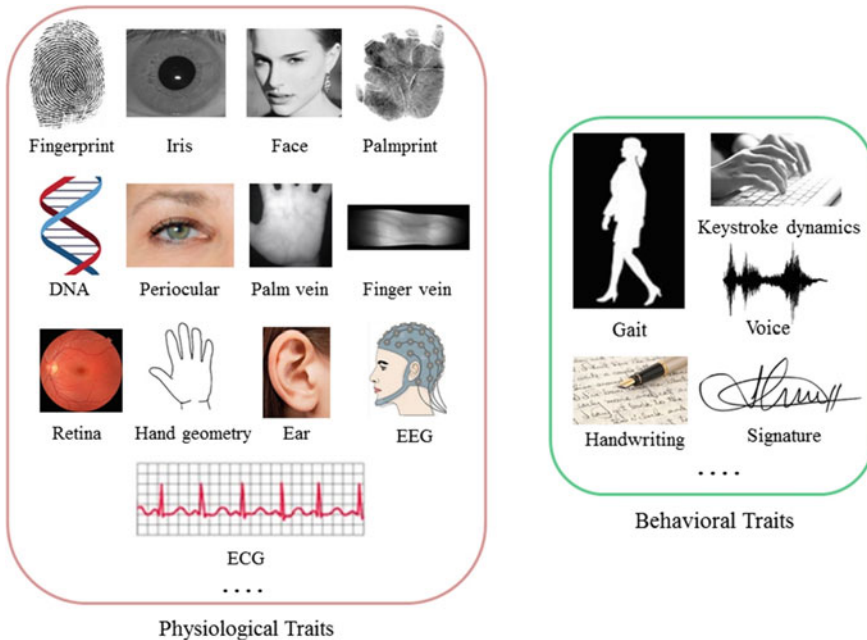 Fingerprint
Iris
Face
Palmprint
DNA
Periocular
Palm vein
Finger vein
Retina
Hand geometry
Ear
EEG
ECG
....
Physiological Traits
Gait
Keystroke dynamics
Voice
Handwriting
Signature
....
Behavioral Traits